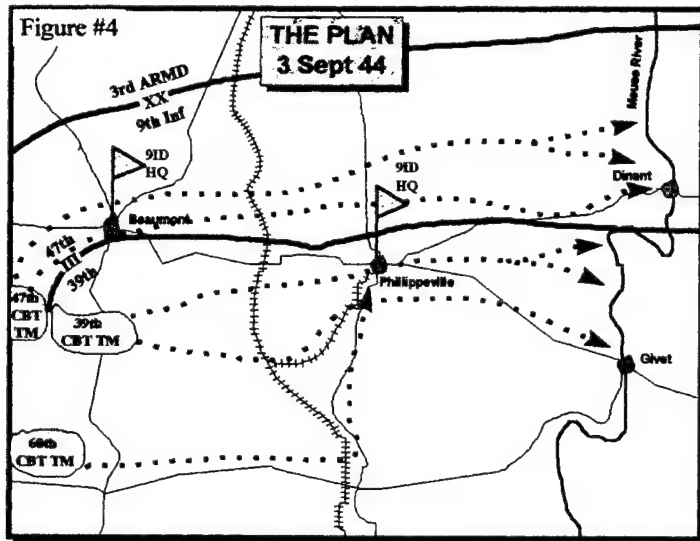 Figure #4
THE PLAN
3 Sept 44
3rd ARMD
XX
9th Inf
Meuse River
9ID
HQ
9ID
HQ
Dinant
Beaumont
47th
III
39th
Phillippeville
47th
CBT
TM
39th
CBT TM
Givet
60th
CBT TM